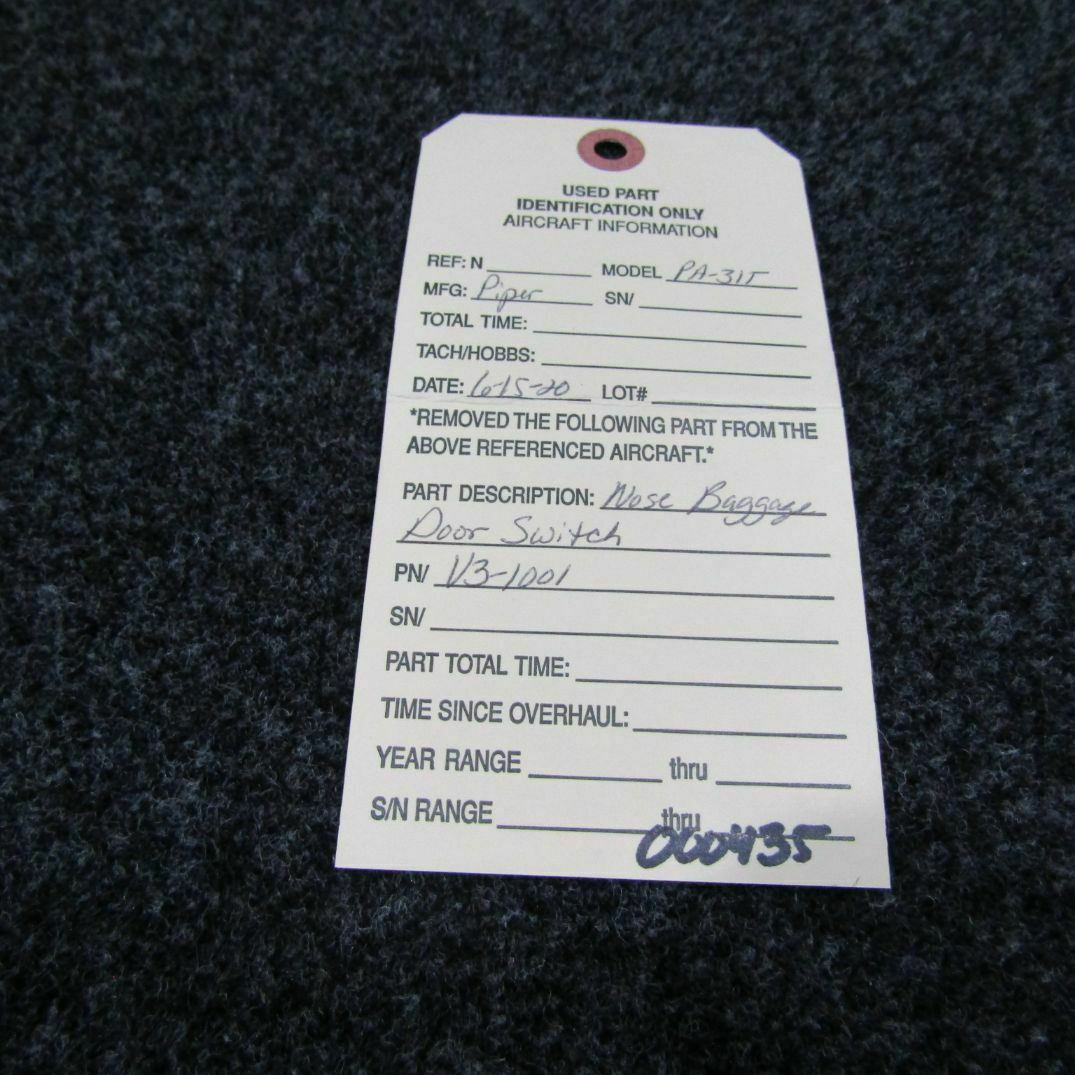 USED PART
IDENTIFICATION ONLY
AIRCRAFT INFORMATION
REF: N MODEL PA-31T
MFG: Piper SN/
TOTAL TIME:
TACH/HOBBS:
DATE: 6-15-20 LOT#
*REMOVED THE FOLLOWING PART FROM THE
ABOVE REFERENCED AIRCRAFT.*
PART DESCRIPTION: Nose Baggage
Door Switch
PN/ V3-1001
SN/
PART TOTAL TIME:
TIME SINCE OVERHAUL:
YEAR RANGE thru
S/N RANGE thru
000435